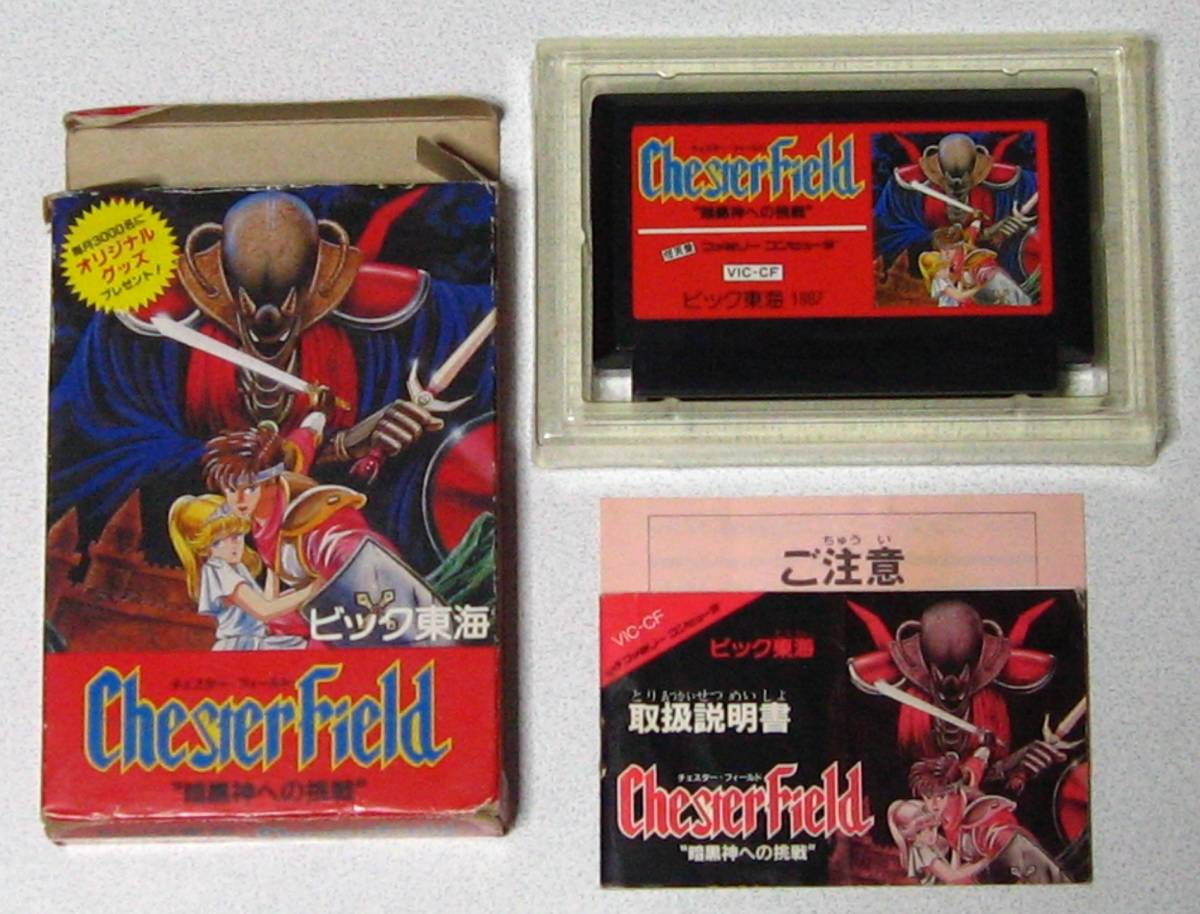 毎月3000名に
オリジナル
グッズ
プレゼント!
ビック東海
チェスター・フィールド
Chesterfield
"暗黒神への挑戦"
チェスター・フィールド
Chesterfield
"暗黒神への挑戦"
任天堂 ファミリー コンピュータ
VIC-CF
ビック東海 1987
ちゅう い
ご注意
VIC-CF
ファミリー コンピュータ
ビック東海
とりあつかいせつ めい しょ
取扱説明書
チェスター・フィールド
Chesterfield
"暗黒神への挑戦"